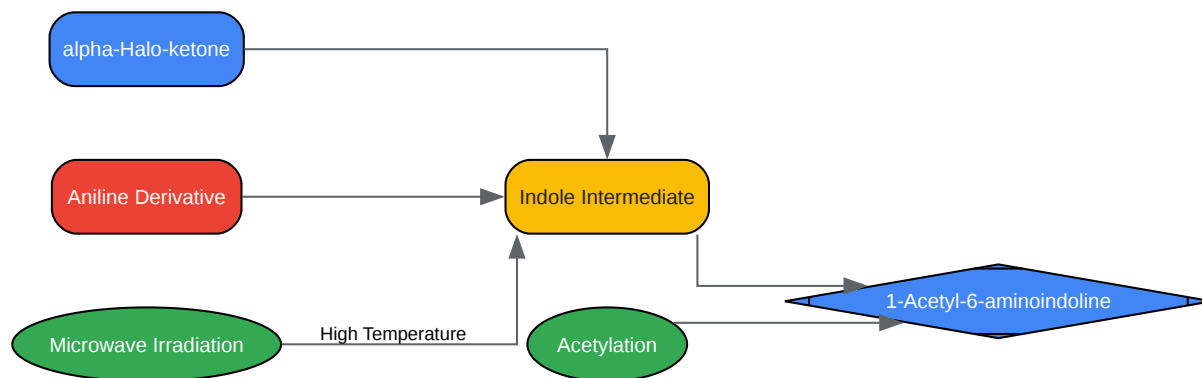 alpha-Halo-ketone
Aniline Derivative
Indole Intermediate
1-Acetyl-6-aminoindoline
Microwave Irradiation
High Temperature
Acetylation